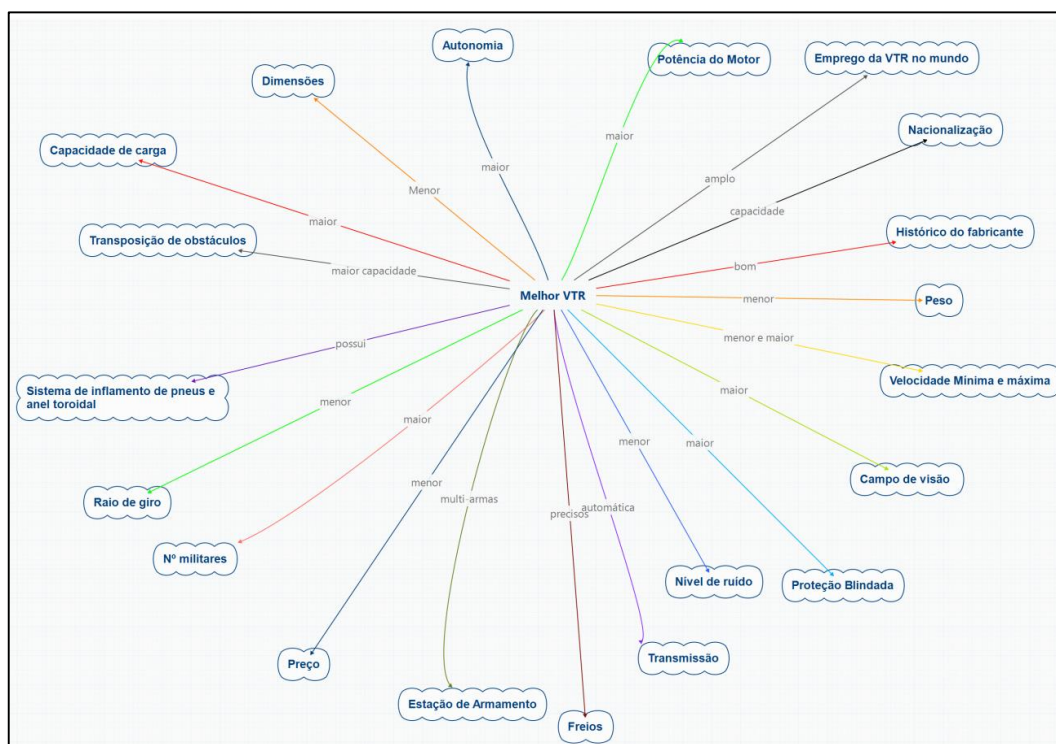 Autonomia
Potência do Motor
Emprego da VTR no mundo
Dimensões
Nacionalização
Capacidade de carga
maior
maior
amplo
Menor
capacidade
maior
Transposição de obstáculos
Histórico do fabricante
maior capacidade
bom
Melhor VTR
menor
Peso
possui
menor e maior
Sistema de inflamento de pneus e
anel toroidal
Velocidade Mínima e máxima
menor
maior
maior
menor
maior
Campo de visão
menor
multi-armas
automática
precisos
Raio de giro
Nº militares
Nível de ruído
Proteção Blindada
Preço
Transmissão
Estação de Armamento
Freios